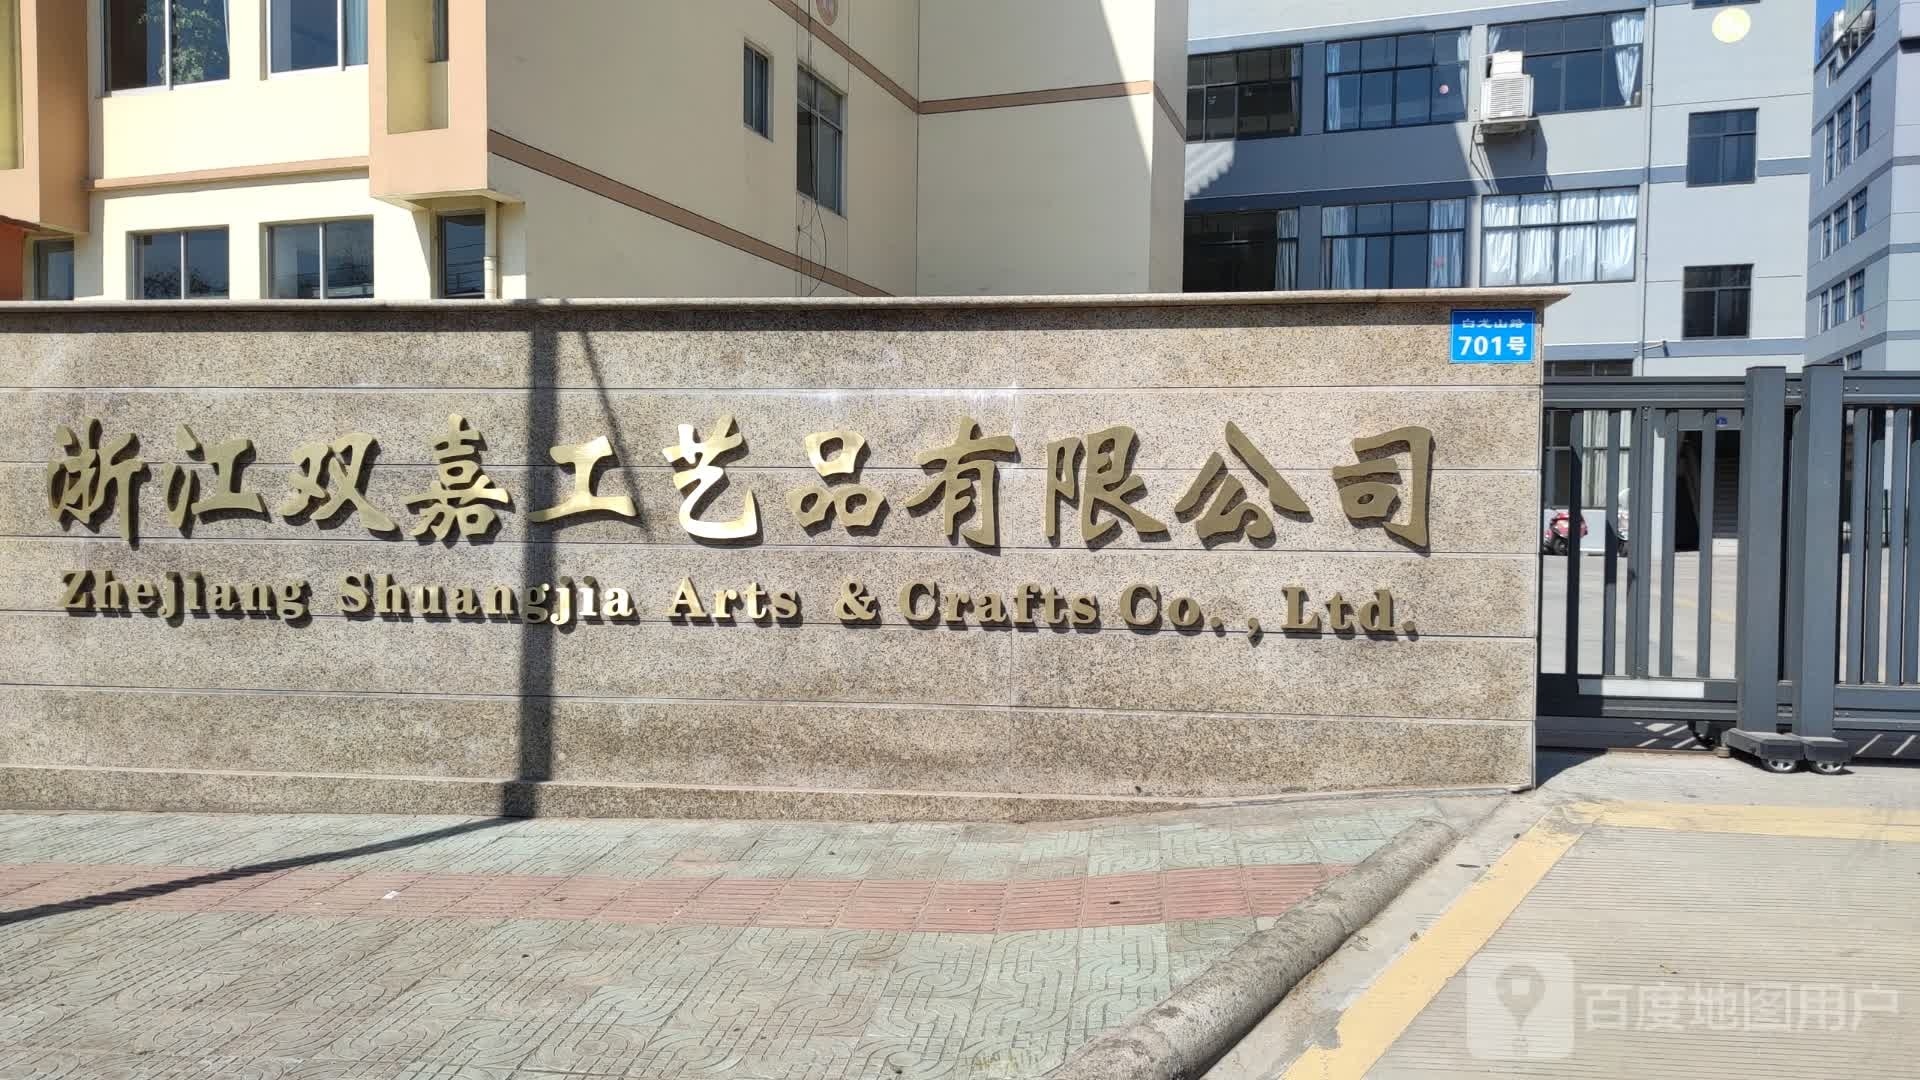 白龙山路
701号
浙江双嘉工艺品有限公司
Zhejiang Shuangjia Arts & Crafts Co., Ltd.
百度地图用户